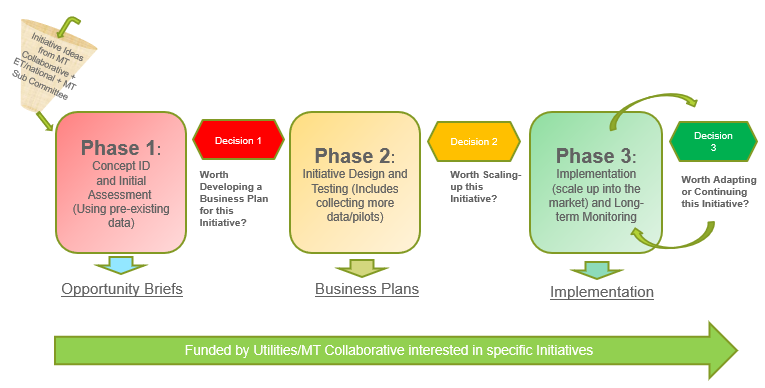 Initiative Ideas
from MT
Collaborative +
ET/national + MT
Sub Committee
Phase 1:
Concept ID
and Initial
Assessment
(Using pre-existing
data)
Decision 1
Worth
Developing a
Business Plan
for this
Initiative?
Phase 2:
Initiative Design and
Testing (Includes
collecting more
data/pilots)
Decision 2
Worth Scaling-
up this
Initiative?
Phase 3:
Implementation
(scale up into the
market) and Long-
term Monitoring
Decision
3
Worth Adapting
or Continuing
this Initiative?
Opportunity Briefs
Business Plans
Implementation
Funded by Utilities/MT Collaborative interested in specific Initiatives